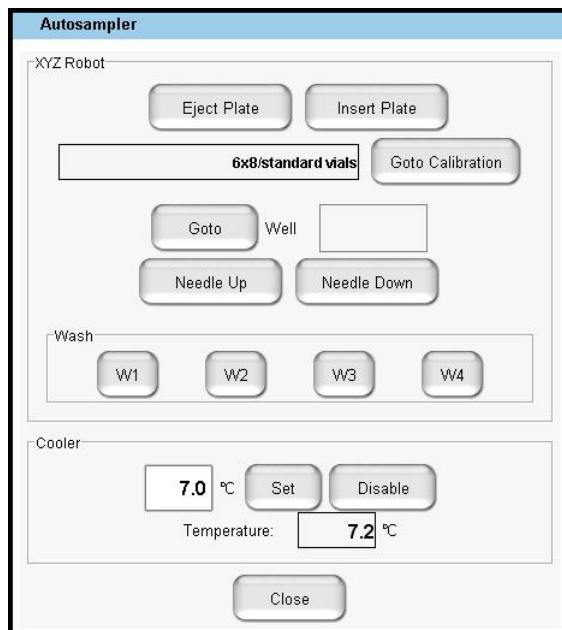 Autosampler
XYZ Robot
Eject Plate Insert Plate
6x8/standard vials Goto Calibration
Goto Well
Needle Up Needle Down
Wash
W1 W2 W3 W4
Cooler
7.0 °C Set Disable
Temperature: 7.2 °C
Close